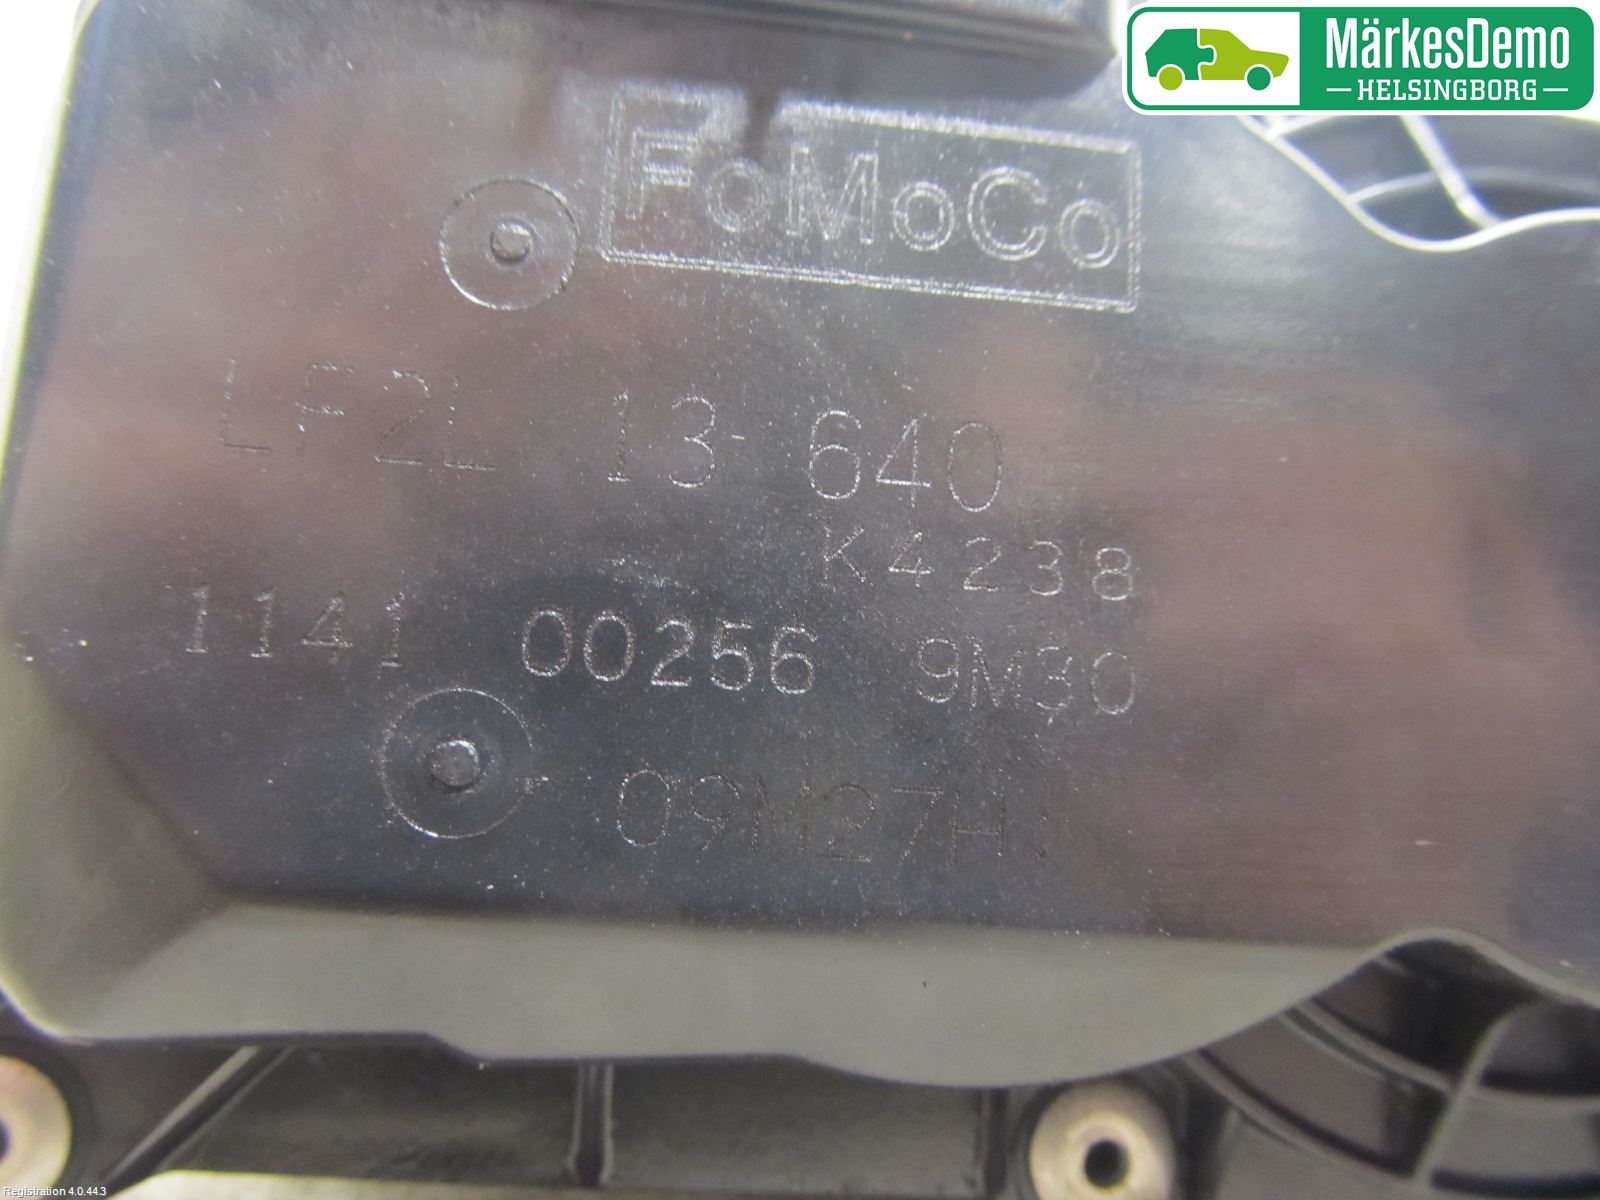 MärkesDemo
HELSINGBORG
FoMoCo
LF2L 13-640
K4238
1141 00256 9M30
09M27H
Registration 4.0.44.3